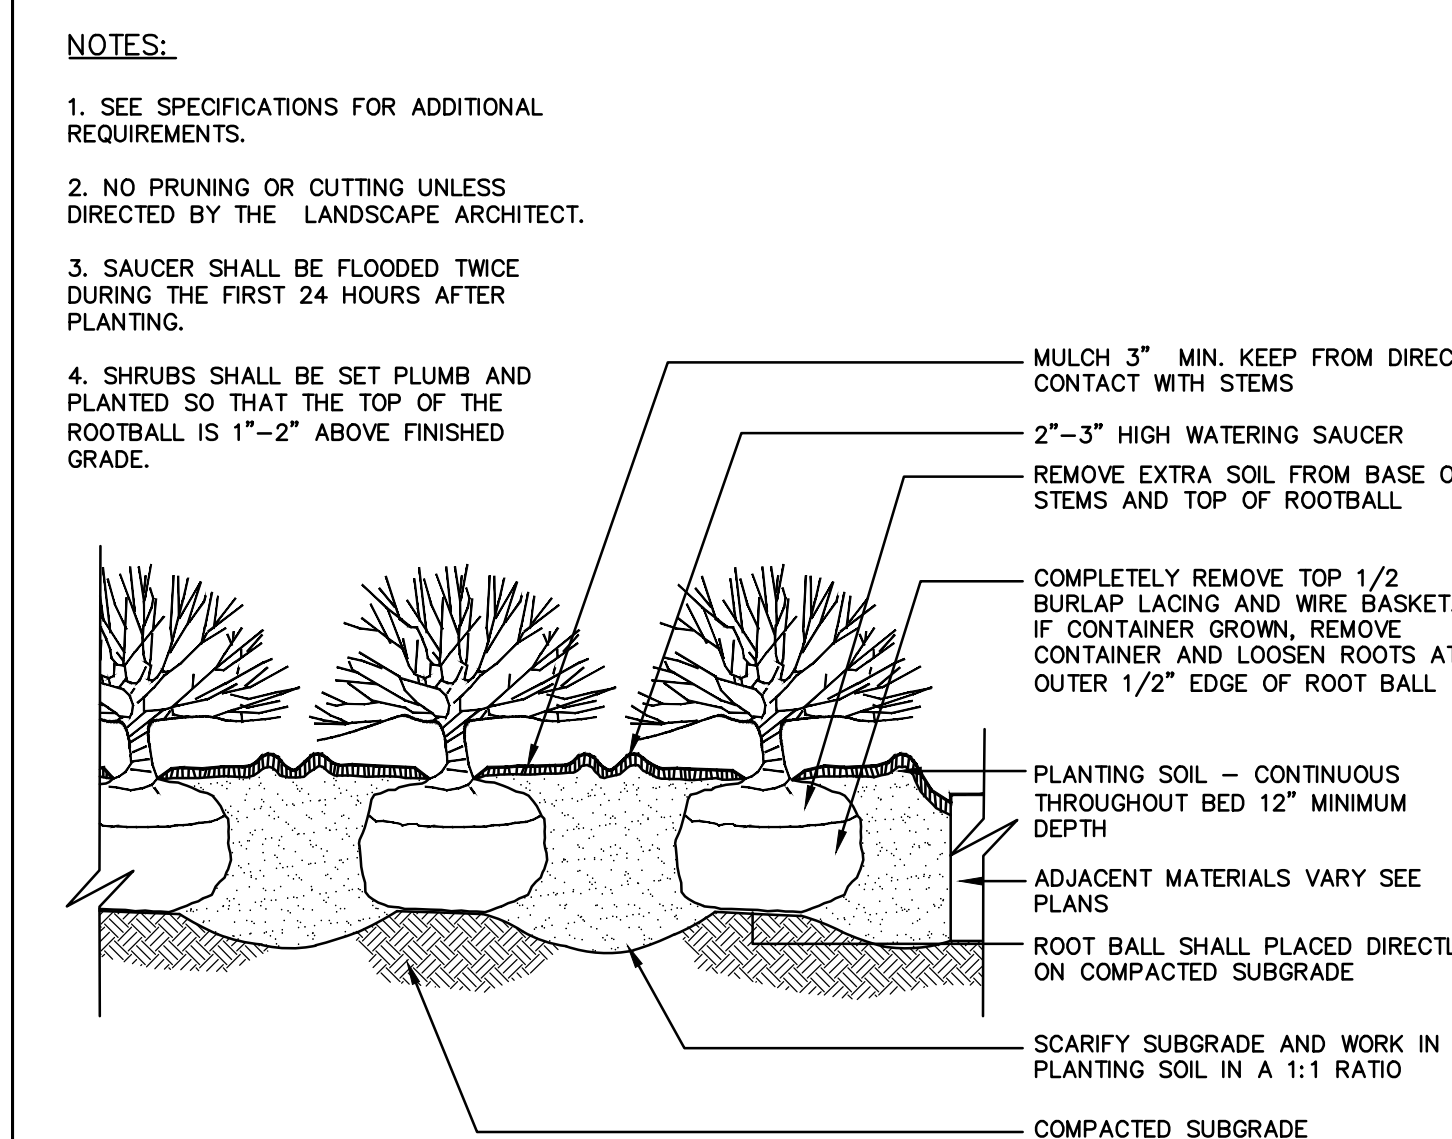 NOTES:
1. SEE SPECIFICATIONS FOR ADDITIONAL
REQUIREMENTS.
2. NO PRUNING OR CUTTING UNLESS
DIRECTED BY THE LANDSCAPE ARCHITECT.
3. SAUCER SHALL BE FLOODED TWICE
DURING THE FIRST 24 HOURS AFTER
PLANTING.
4. SHRUBS SHALL BE SET PLUMB AND
PLANTED SO THAT THE TOP OF THE
ROOTBALL IS 1"-2" ABOVE FINISHED
GRADE.
MULCH 3" MIN. KEEP FROM
CONTACT WITH STEMS
2"-3" HIGH WATERING SAUCER
REMOVE EXTRA SOIL FROM BASE
STEMS AND TOP OF ROOTBALL
COMPLETELY REMOVE TOP 1/2
BURLAP LACING AND WIRE BASKET.
IF CONTAINER GROWN, REMOVE
CONTAINER AND LOOSEN ROOTS AT
OUTER 1/2" EDGE OF ROOT BALL
PLANTING SOIL - CONTINUOUS
THROUGHOUT BED 12" MINIMUM
DEPTH
ADJACENT MATERIALS VARY SEE
PLANS
ROOT BALL SHALL PLACED
ON COMPACTED SUBGRADE
SCARIFY SUBGRADE AND WORK IN
PLANTING SOIL IN A 1:1 RATIO
COMPACTED SUBGRADE